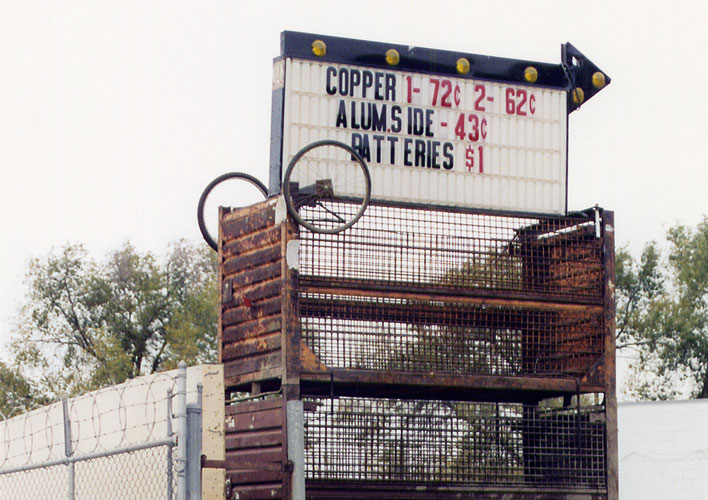 COPPER 1- 72¢ 2- 62¢
ALUM.SIDE - 43¢
BATTERIES $1